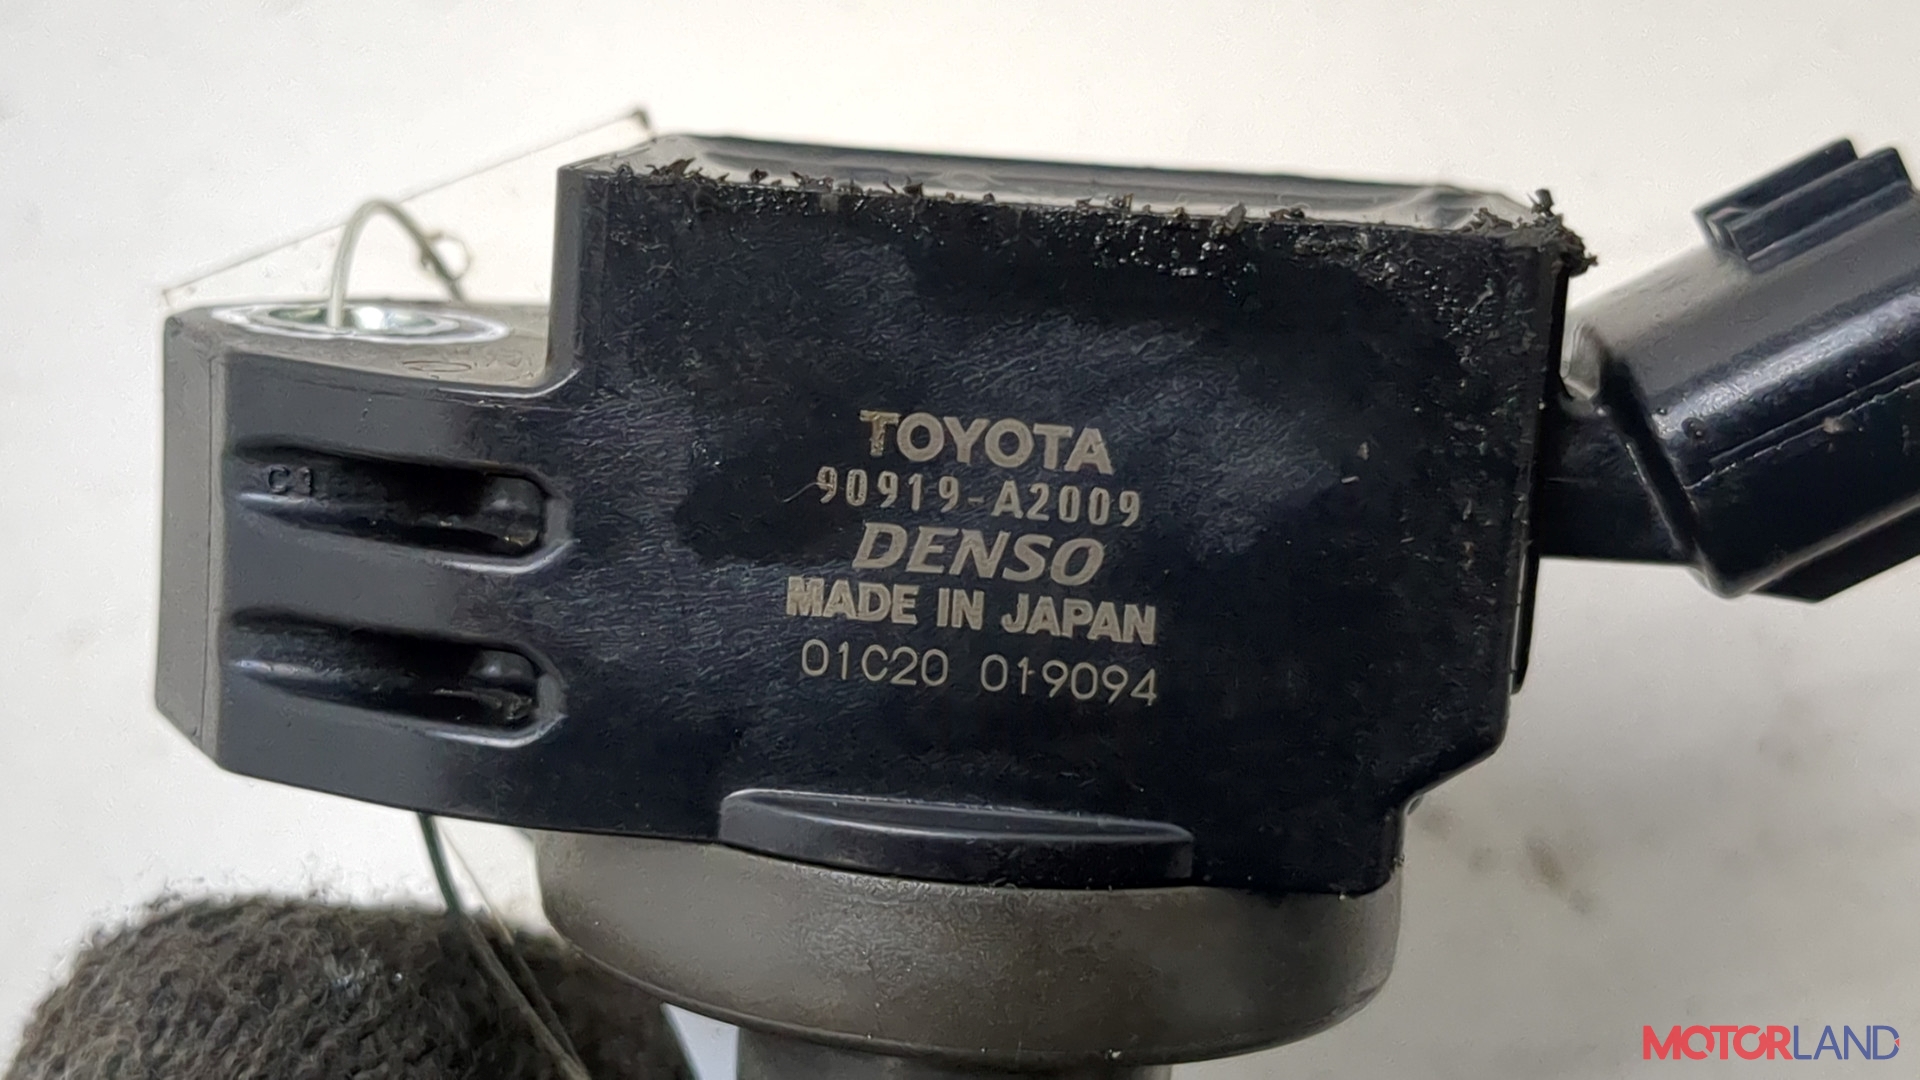 C1
TOYOTA
90919-A2009
DENSO
MADE IN JAPAN
01C20 019094
MOTORLAND